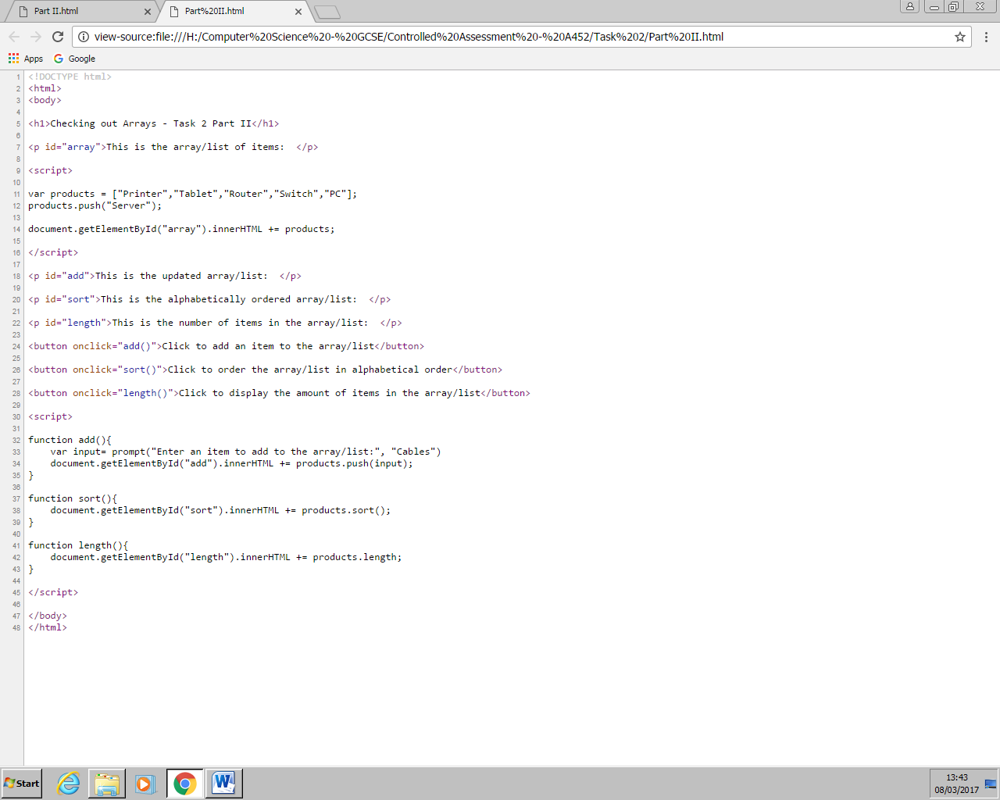 Part II.html
Part%20II.html
view-source:file:///H:/Computer%20Science%20-%20GCSE/Controlled%20Assessment%20-%20A452/Task%202/Part%20II.html
Apps
Google
1 <!DOCTYPE html>
2 <html>
3 <body>
4
5 <h1>Checking out Arrays - Task 2 Part II</h1>
6
7 <p id="array">This is the array/list of items:  </p>
8
9 <script>
10
11 var products = ["Printer","Tablet","Router","Switch","PC"];
12 products.push("Server");
13
14 document.getElementById("array").innerHTML += products;
15
16 </script>
17
18 <p id="add">This is the updated array/list:  </p>
19
20 <p id="sort">This is the alphabetically ordered array/list:  </p>
21
22 <p id="length">This is the number of items in the array/list:  </p>
23
24 <button onclick="add()">Click to add an item to the array/list</button>
25
26 <button onclick="sort()">Click to order the array/list in alphabetical order</button>
27
28 <button onclick="length()">Click to display the amount of items in the array/list</button>
29
30 <script>
31
32 function add(){
33     var input= prompt("Enter an item to add to the array/list:", "Cables")
34     document.getElementById("add").innerHTML += products.push(input);
35 }
36
37 function sort(){
38     document.getElementById("sort").innerHTML += products.sort();
39 }
40
41 function length(){
42     document.getElementById("length").innerHTML += products.length;
43 }
44
45 </script>
46
47 </body>
48 </html>
Start
13:43
08/03/2017